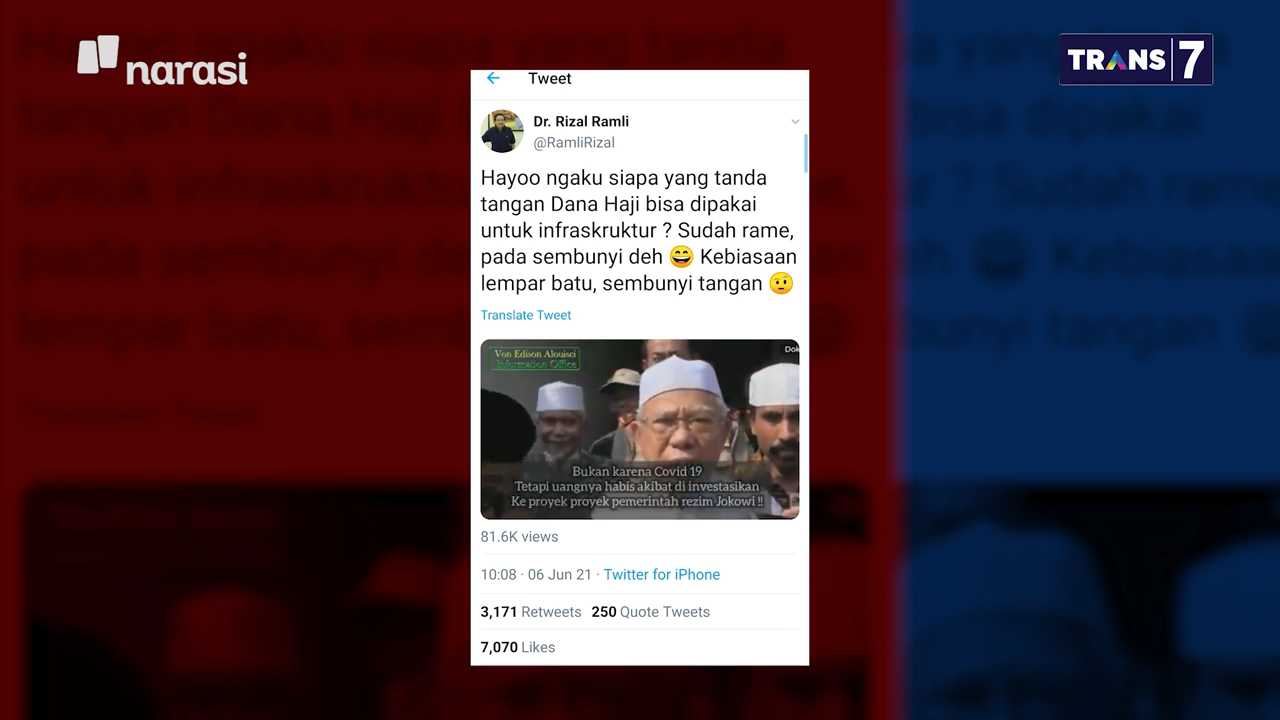 narasi
TRANS 7
Tweet
Dr. Rizal Ramli
@RamliRizal
Hayoo ngaku siapa yang tanda
tangan Dana Haji bisa dipakai
untuk infraskruktur ? Sudah rame,
pada sembunyi deh 😄 Kebiasaan
lempar batu, sembunyi tangan 🤨
Translate Tweet
Von Edison Alouisci
Information Office
Dok
Bukan karena Covid 19
Tetapi uangnya habis akibat di investasikan
Ke proyek proyek pemerintah rezim Jokowi !!
81.6K views
10:08 · 06 Jun 21 · Twitter for iPhone
3,171 Retweets 250 Quote Tweets
7,070 Likes